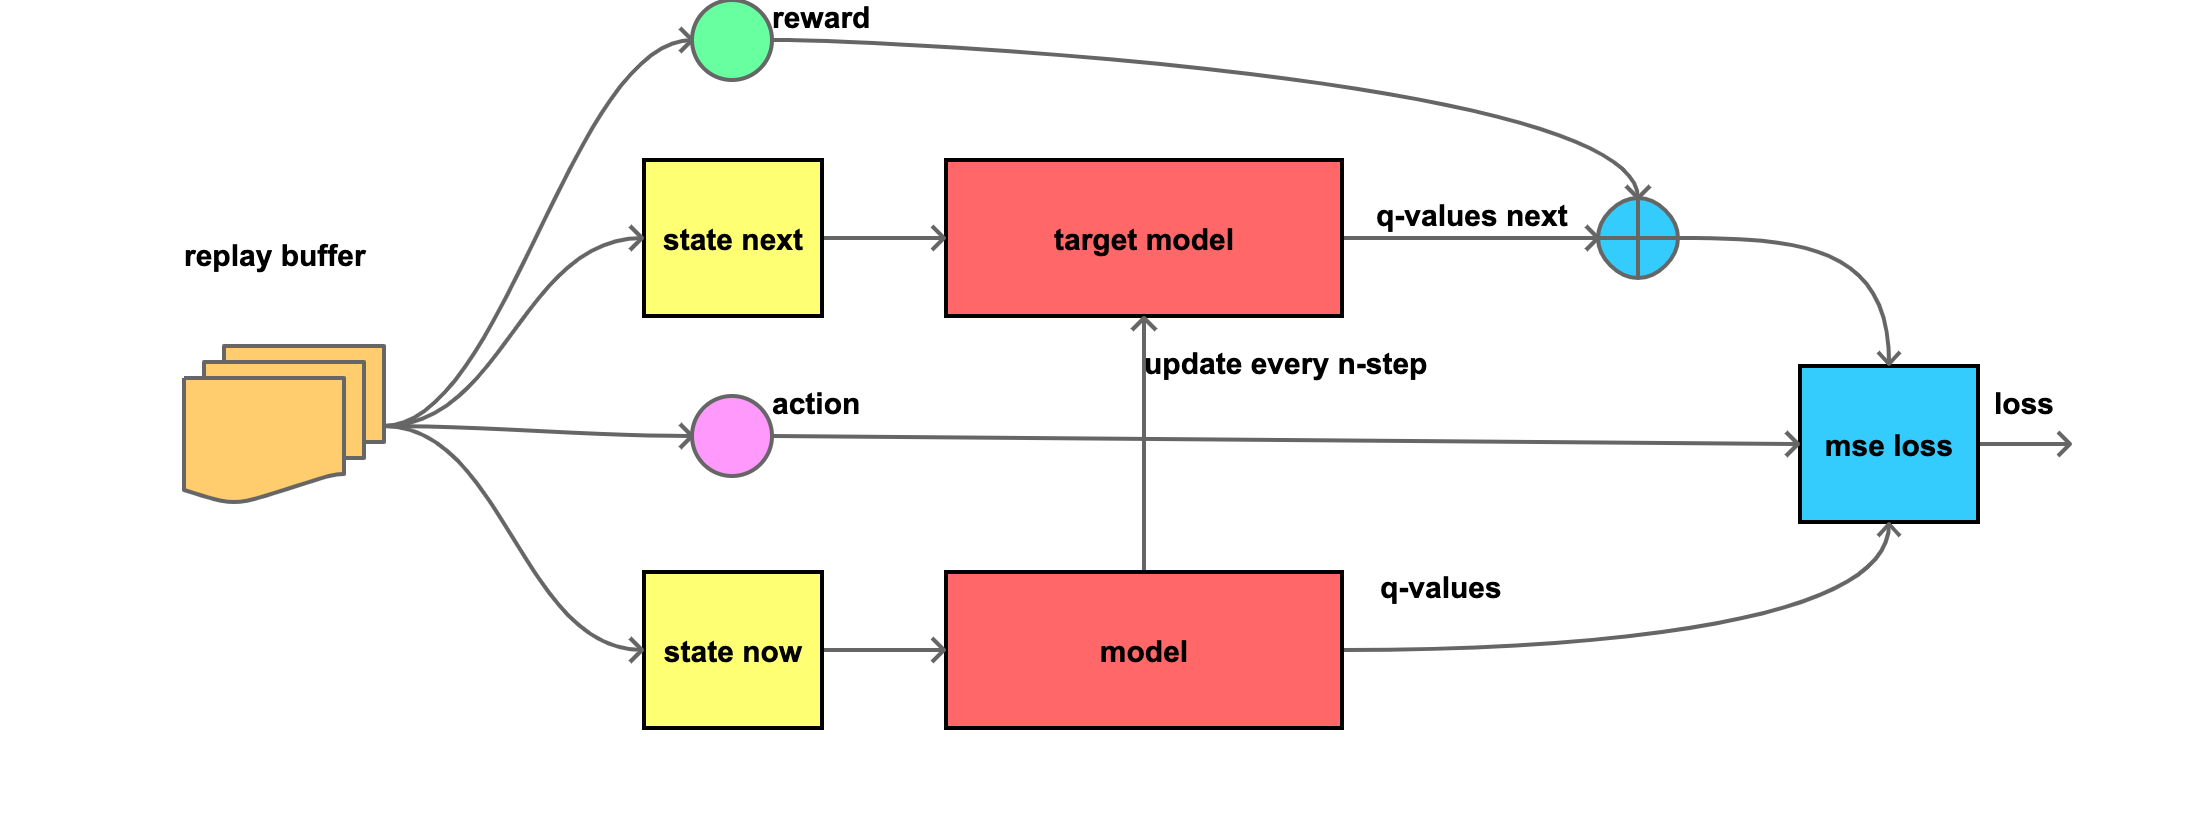 reward
state next
target model
q-values next
replay buffer
update every n-step
action
loss
mse loss
q-values
state now
model